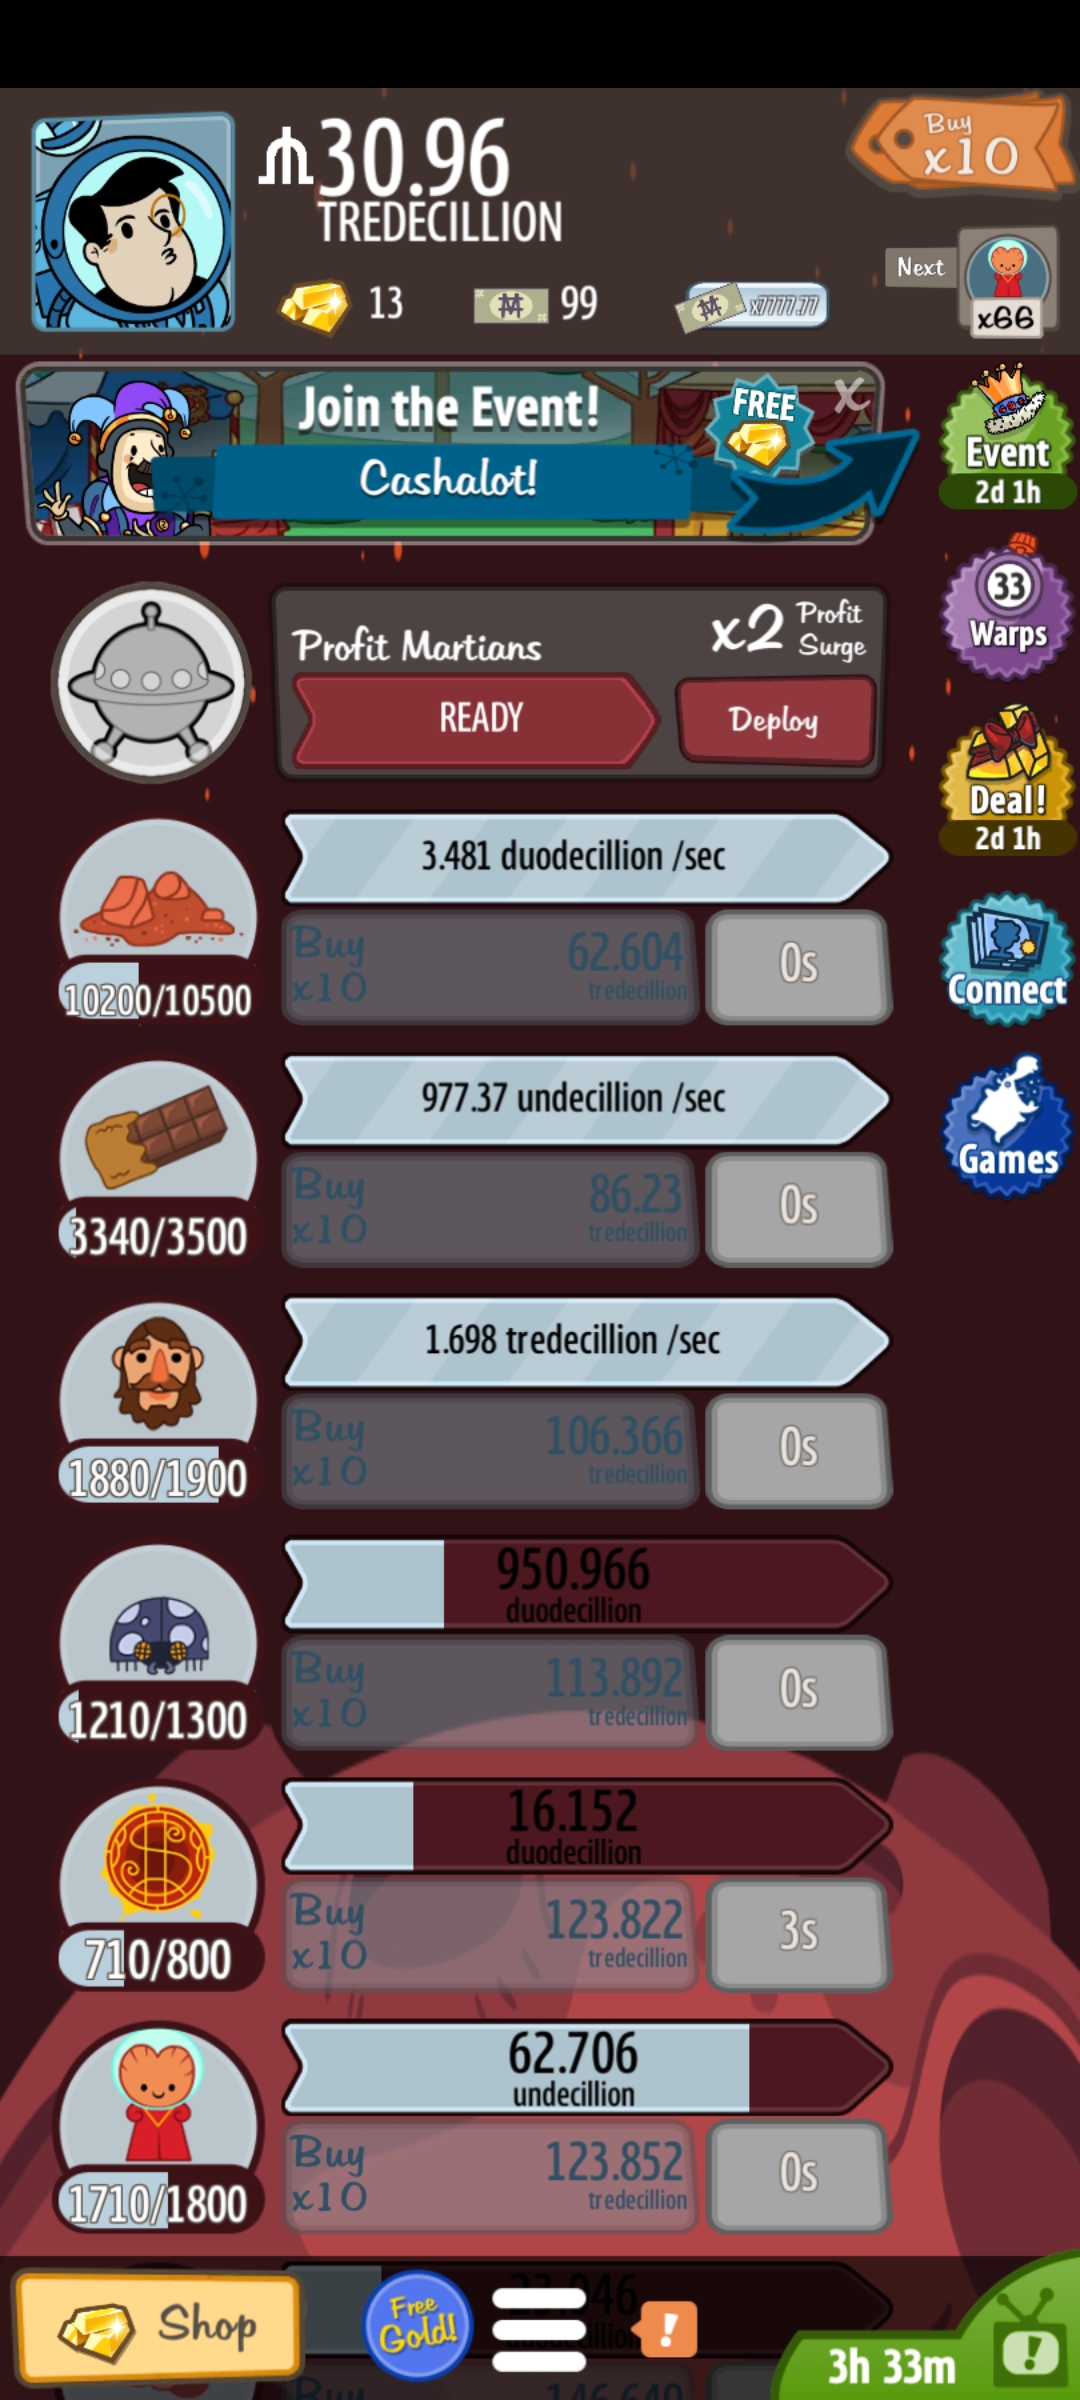 30.96
TREDECILLION
Buy
x10
13
99
x7777.77
Next
x66
Join the Event!
Cashalot!
FREE
X
Event
2d 1h
33
Warps
Profit Martians
x2 Profit
Surge
READY
Deploy
Deal!
2d 1h
3.481 duodecillion /sec
Buy
x10
62.604
tredecillion
0s
10200/10500
Connect
977.37 undecillion /sec
Buy
x10
86.23
tredecillion
0s
3340/3500
Games
1.698 tredecillion /sec
Buy
x10
106.366
tredecillion
0s
1880/1900
950.966
duodecillion
Buy
x10
113.892
tredecillion
0s
1210/1300
16.152
duodecillion
Buy
x10
123.822
tredecillion
3s
710/800
62.706
undecillion
Buy
x10
123.852
tredecillion
0s
1710/1800
Shop
Free
Gold!
!
3h 33m
!
Buy